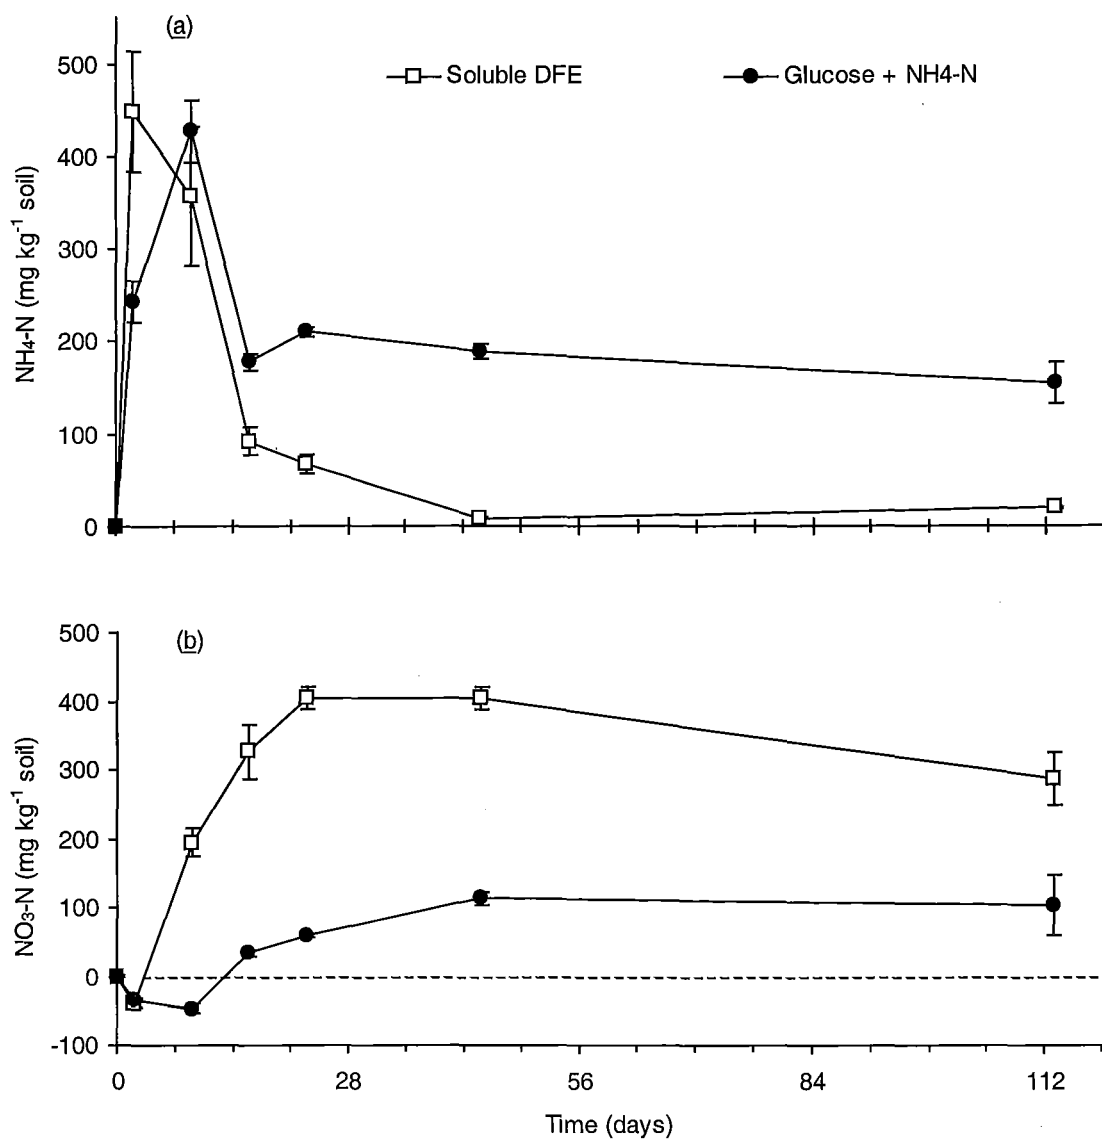 (a)
500
Soluble DFE
Glucose + NH4-N
400
300
200
100
0
NH4-N (mg kg-1 soil)
(b)
500
400
300
200
100
0
-100
NO3-N (mg kg-1 soil)
0 28 56 84 112
Time (days)